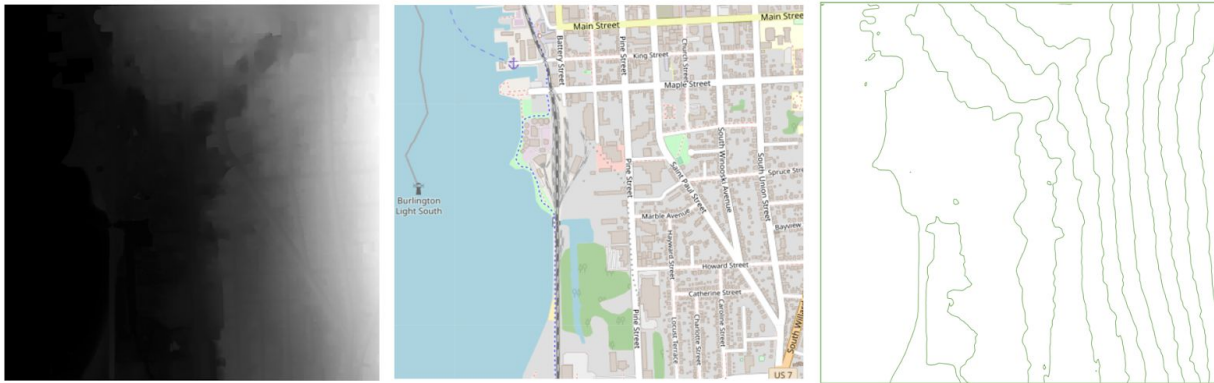 Main Street
Main Stree
Battery Street
Pine Street
Church Street
King Street
Maple Street
South Winooski Avenue
South Union Street
Saint Paul Street
Pine Street
Spruce Stre
Burlington
Light South
Marble Avenue
Bayview
Hayward Street
Howard Street
Catherine Street
Caroline Street
Locust Terrace
Charlotte Street
Pine Street
South Willard
US 7